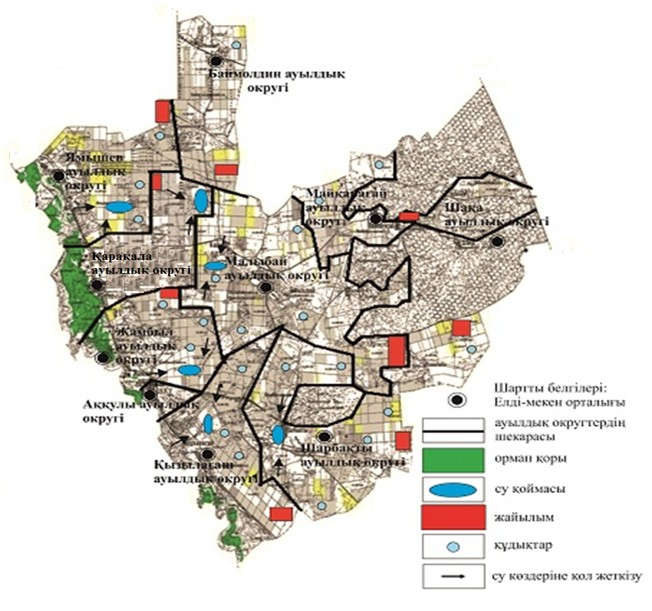 Баймолдин ауылдық
округі
Ямышев
ауылдық
округі
Майқарағай
ауылдық
округі
Шақа
ауылдық округі
Қарақала
ауылдық округі
Малыбай
ауылдық округі
Жамбыл
ауылдық
округі
Аққулы ауылдық
округі
Шарбақты
ауылдық округі
Қызылағаш
ауылдық округі
Шартты белгілері:
Елді-мекен орталығы
ауылдық округтердің
шекарасы
орман қоры
су қоймасы
жайылым
құдықтар
су көздеріне қол жеткізу